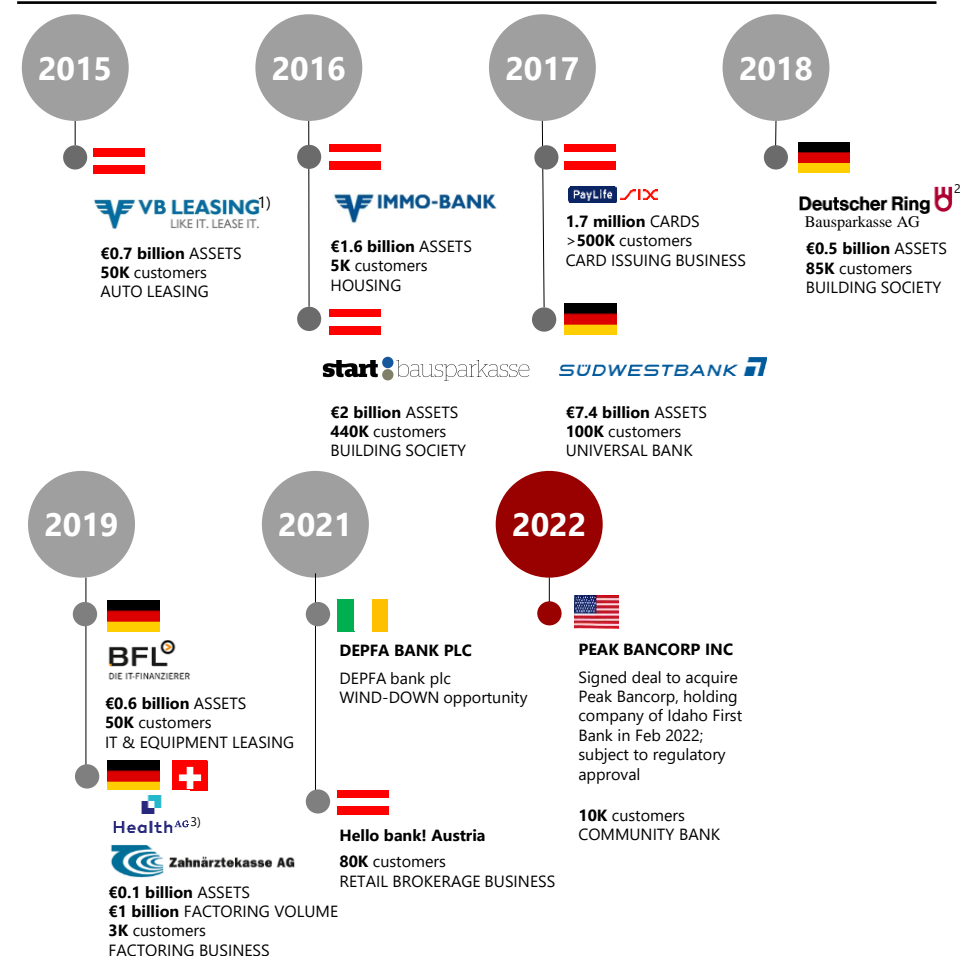 2015
VB LEASING1)
LIKE IT. LEASE IT.
€0.7 billion ASSETS
50K customers
AUTO LEASING
2016
IMMO-BANK
€1.6 billion ASSETS
5K customers
HOUSING
start:bausparkasse
€2 billion ASSETS
440K customers
BUILDING SOCIETY
2017
PayLife SIX
1.7 million CARDS
>500K customers
CARD ISSUING BUSINESS
SÜDWESTBANK
€7.4 billion ASSETS
100K customers
UNIVERSAL BANK
2018
Deutscher Ring 2
Bausparkasse AG
€0.5 billion ASSETS
85K customers
BUILDING SOCIETY
2019
BFL
DIE IT-FINANZIERER
€0.6 billion ASSETS
50K customers
IT & EQUIPMENT LEASING
Health AG3)
Zahnärztekasse AG
€0.1 billion ASSETS
€1 billion FACTORING VOLUME
3K customers
FACTORING BUSINESS
2021
DEPFA BANK PLC
DEPFA bank plc
WIND-DOWN opportunity
Hello bank! Austria
80K customers
RETAIL BROKERAGE BUSINESS
2022
PEAK BANCORP INC
Signed deal to acquire
Peak Bancorp, holding
company of Idaho First
Bank in Feb 2022;
subject to regulatory
approval
10K customers
COMMUNITY BANK